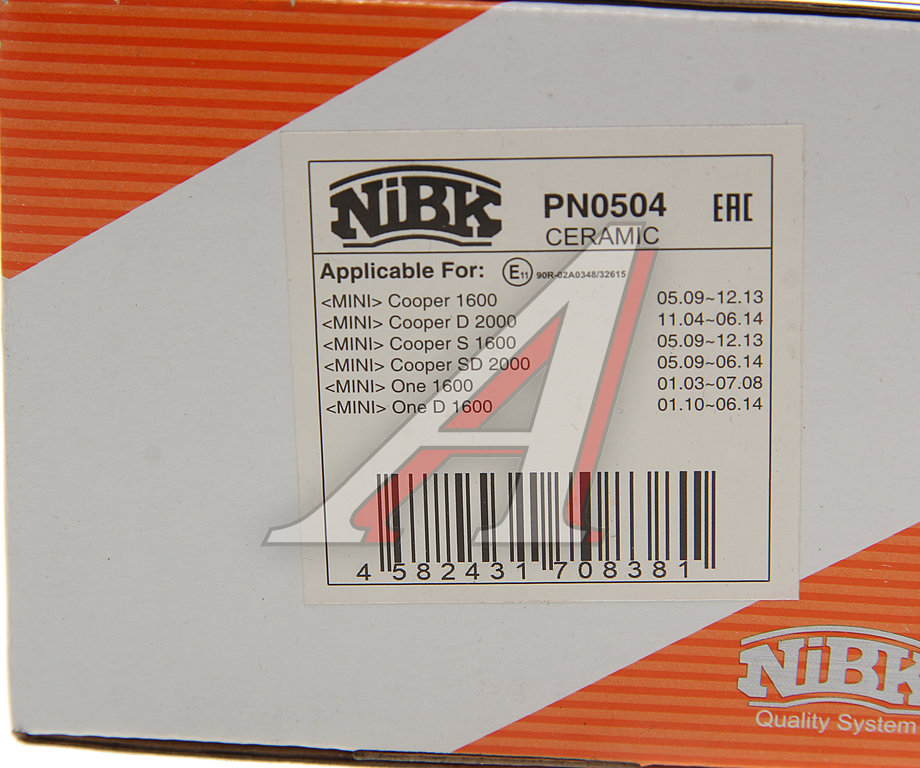 NiBK
PN0504
CERAMIC
EAC
Applicable For: E11 90R-02A0348/32615
<MINI> Cooper 1600 05.09~12.13
<MINI> Cooper D 2000 11.04~06.14
<MINI> Cooper S 1600 05.09~12.13
<MINI> Cooper SD 2000 05.09~06.14
<MINI> One 1600 01.03~07.08
<MINI> One D 1600 01.10~06.14
4 582431 708381
NiBK
Quality System